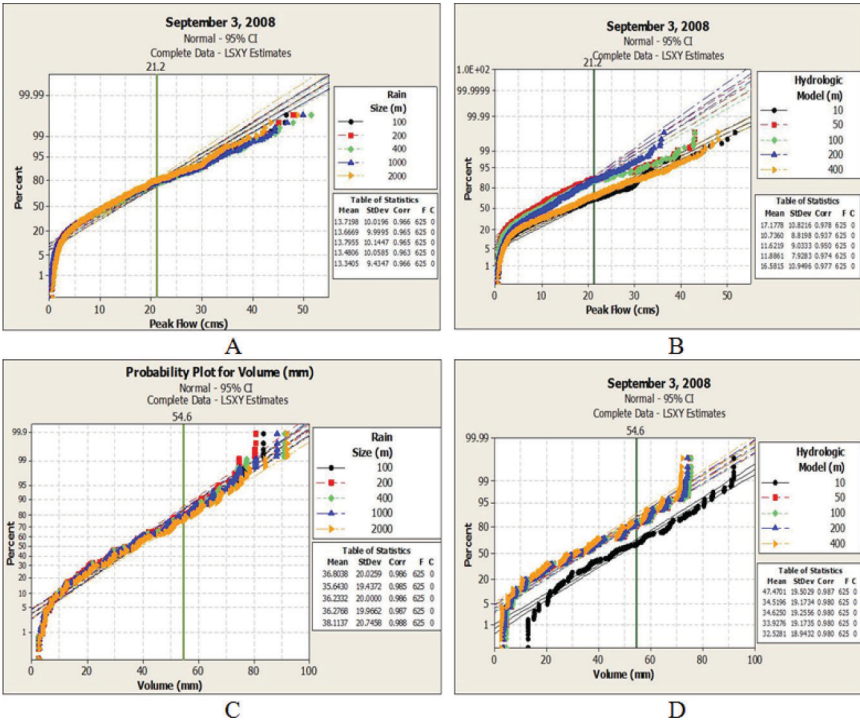 September 3, 2008
Normal - 95% CI
Complete Data - LSXY Estimates
21.2
99.99
99
95
80
50
20
5
1
Percent
0 10 20 30 40 50
Peak Flow (cms)
Rain
Size (m)
100
200
400
1000
2000
Table of Statistics
Mean StDev Corr F C
13.7198 10.0196 0.966 625 0
13.6669 9.9995 0.965 625 0
13.7955 10.1447 0.965 625 0
13.4806 10.0585 0.963 625 0
13.3405 9.4347 0.966 625 0
A
September 3, 2008
Normal - 95% CI
Complete Data - LSXY Estimates
21.2
1.0E+02
99.9999
99.99
99
95
80
50
20
5
1
Percent
0 10 20 30 40 50
Peak Flow (cms)
Hydrologic
Model (m)
10
50
100
200
400
Table of Statistics
Mean StDev Corr F C
17.1778 10.8216 0.978 625 0
10.7360 8.8198 0.937 625 0
11.6219 9.0333 0.950 625 0
11.8861 7.9283 0.974 625 0
16.5815 10.9496 0.977 625 0
B
Probability Plot for Volume (mm)
Normal - 95% CI
Complete Data - LSXY Estimates
54.6
99.9
99
95
90
80
70
60
50
40
30
20
10
5
1
Percent
0 20 40 60 80 100
Volume (mm)
Rain
Size (m)
100
200
400
1000
2000
Table of Statistics
Mean StDev Corr F C
36.8038 20.0259 0.986 625 0
35.6430 19.4372 0.985 625 0
36.2332 20.0000 0.986 625 0
36.2768 19.9662 0.987 625 0
38.1137 20.7458 0.988 625 0
C
September 3, 2008
Normal - 95% CI
Complete Data - LSXY Estimates
54.6
99.99
99
95
80
50
20
5
1
Percent
0 20 40 60 80 100
Volume (mm)
Hydrologic
Model (m)
10
50
100
200
400
Table of Statistics
Mean StDev Corr F C
47.4701 19.5029 0.987 625 0
34.5196 19.1734 0.980 625 0
34.6250 19.2556 0.980 625 0
33.9276 19.1735 0.980 625 0
32.5281 18.9432 0.980 625 0
D